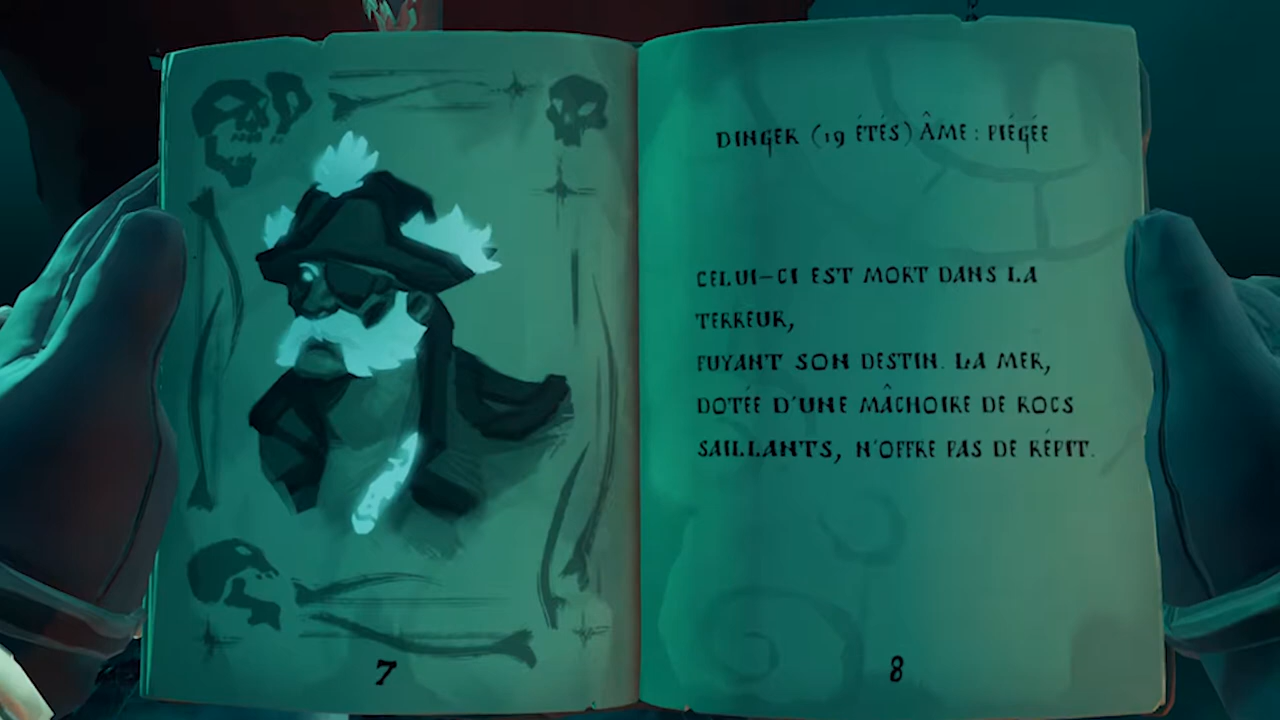 DINGER (19 ÉTÉS) ÂME : PIÉGÉE
CELUI-CI EST MORT DANS LA
TERREUR,
FUYANT SON DESTIN. LA MER,
DOTÉE D'UNE MÂCHOIRE DE ROCS
SAILLANTS, N'OFFRE PAS DE RÉPIT.
7
8